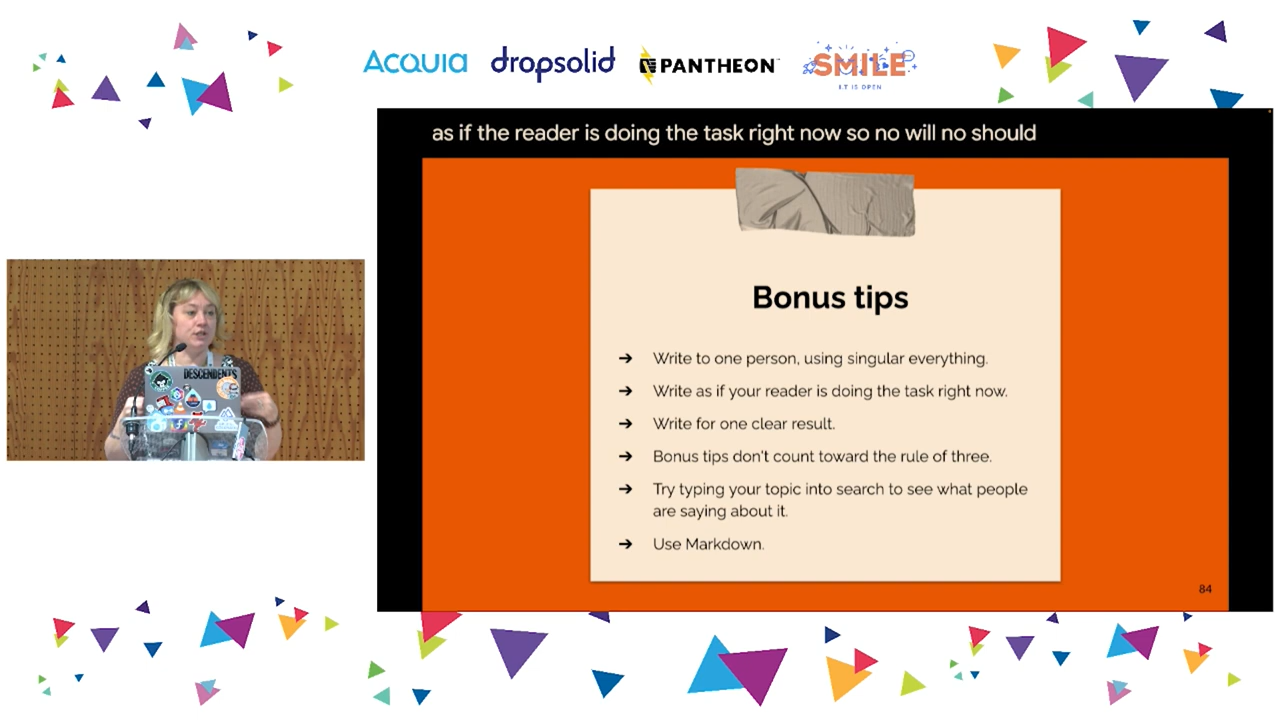 ACQUIA
dropsolid
PANTHEON
SMILE
I.T IS OPEN
as if the reader is doing the task right now so no will no should
Bonus tips
➔ Write to one person, using singular everything.
➔ Write as if your reader is doing the task right now.
➔ Write for one clear result.
➔ Bonus tips don't count toward the rule of three.
➔ Try typing your topic into search to see what people
are saying about it.
➔ Use Markdown.
84
DESCENDENTS